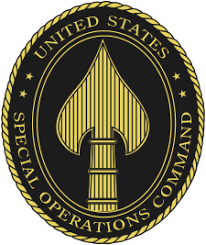 UNITED STATES
SPECIAL OPERATIONS COMMAND